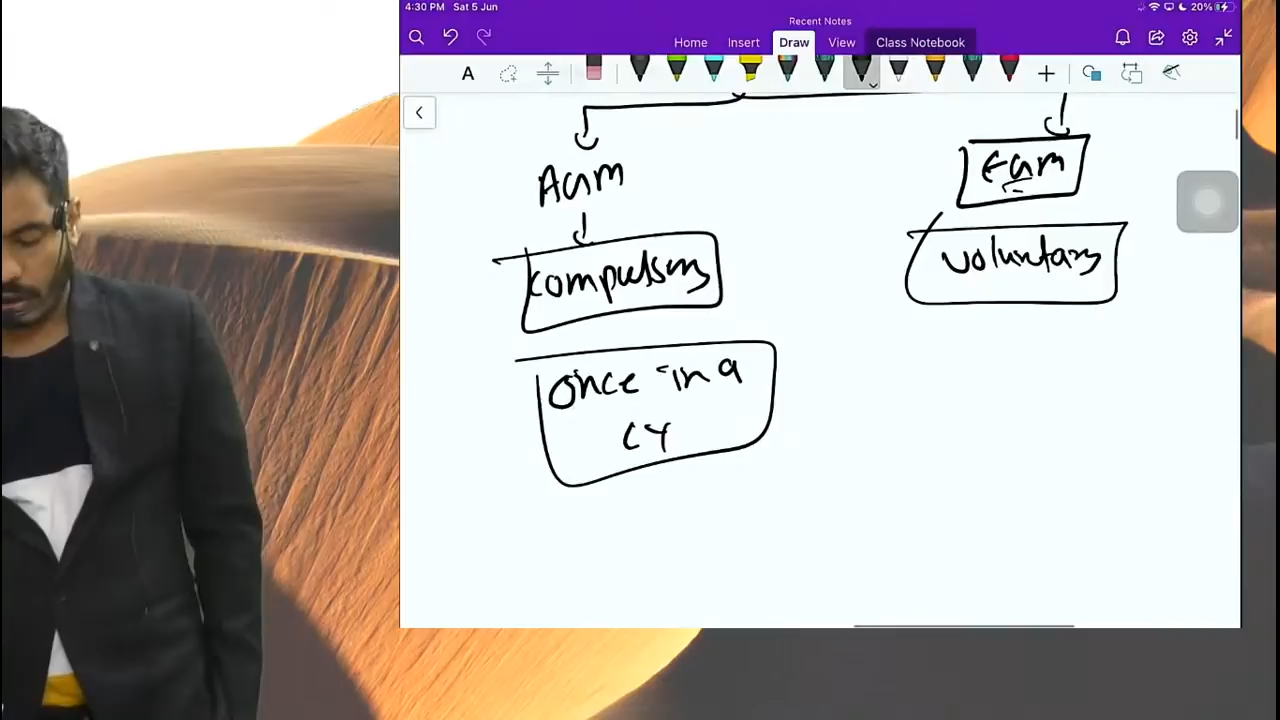 4:30 PM Sat 5 Jun
20%
Recent Notes
Home Insert Draw View Class Notebook
A
AGM
EGM
compulsory
voluntary
once in a
CY